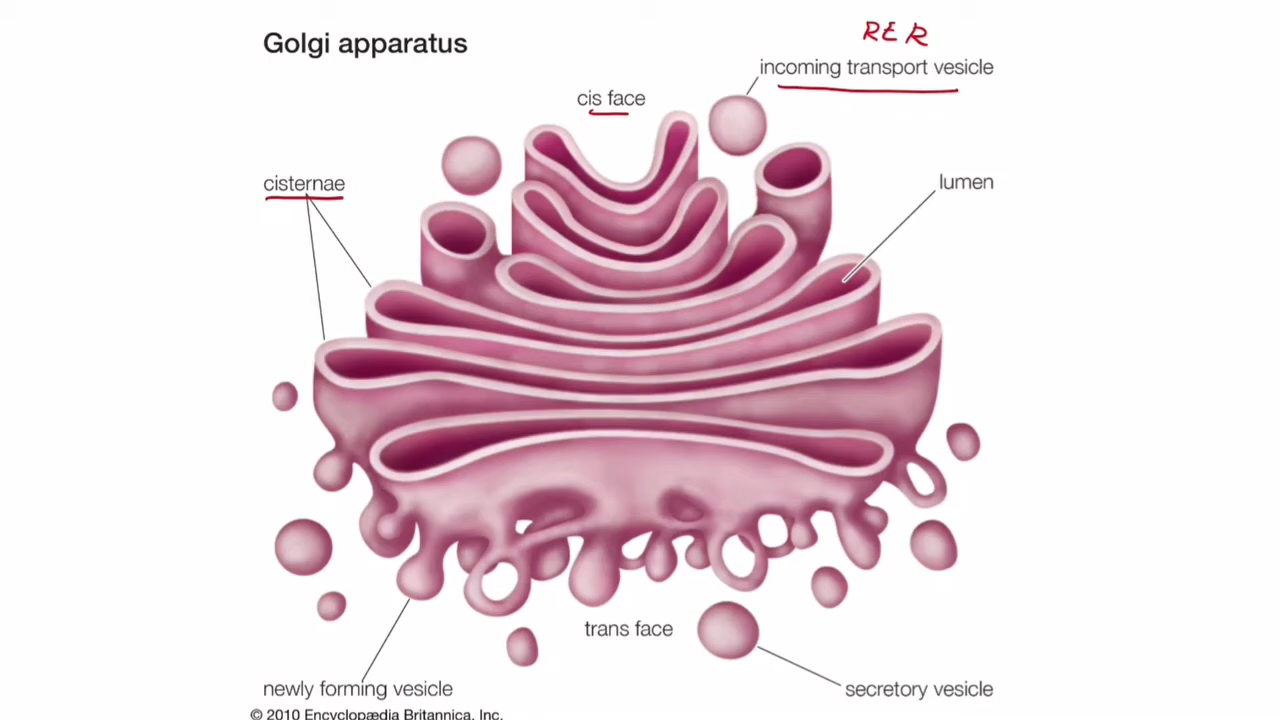 Golgi apparatus
RER
incoming transport vesicle
cis face
cisternae
lumen
trans face
newly forming vesicle
secretory vesicle
© 2010 Encyclopædia Britannica, Inc.